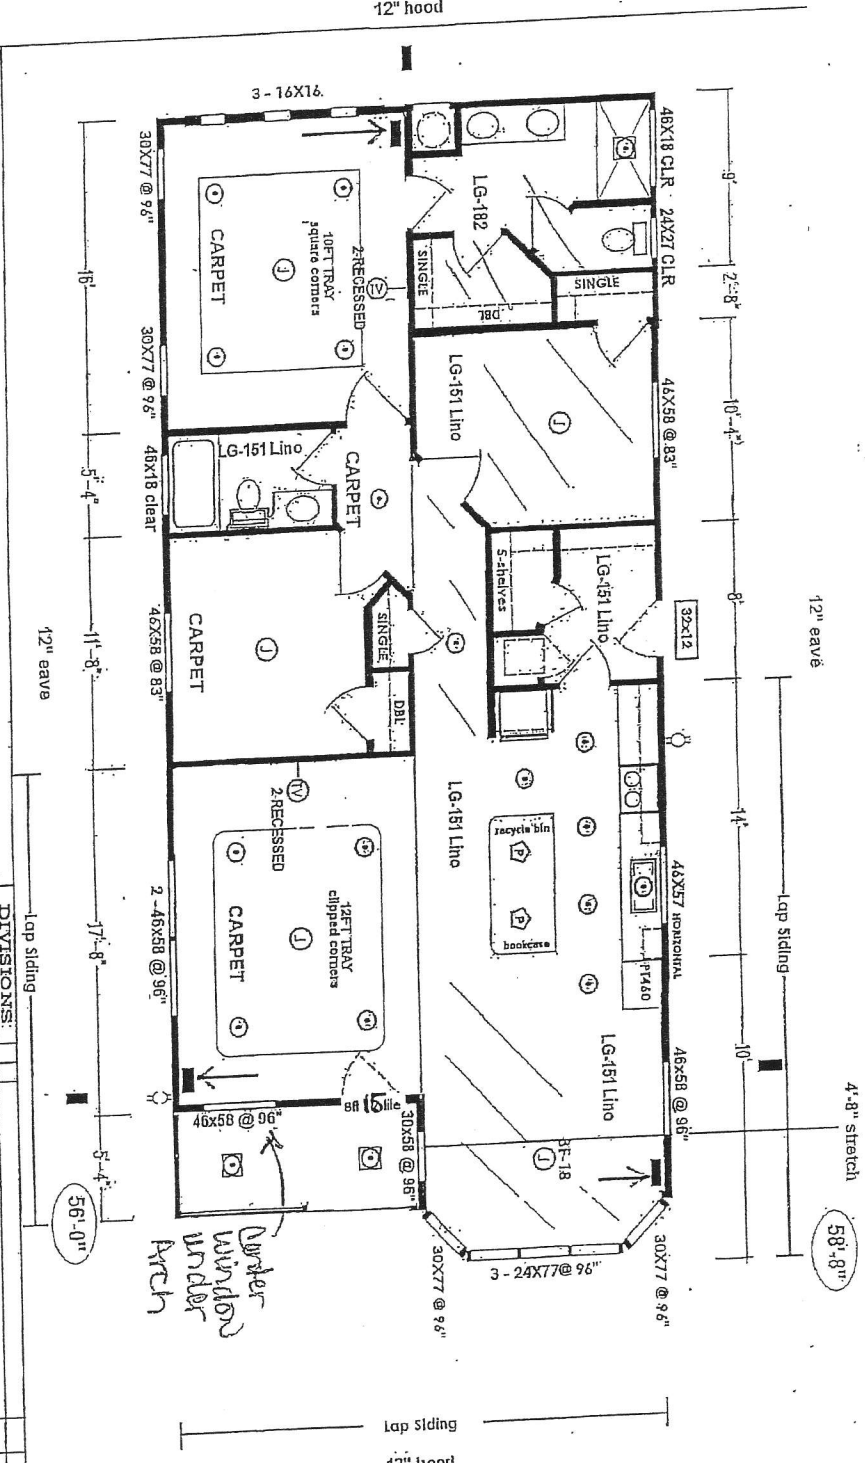 12" hood
3 - 16X16.
46X18 CLR
24X27 CLR
9'
2'-8"
30X77 @ 96"
30X77 @ 96"
16'
LG-182
CARPET
J
10FT TRAY
square corners
2-RECESSED
TV
SINGLE
DBL
SINGLE
LG-151 Lino
J
46X58 @ 83"
10'-4"
LG-151 Lino
46x18 clear
5'-4"
CARPET
5-shelves
LG-151 Lino
32x12
8'
12" eave
12" eave
CARPET
J
46X58 @ 83"
11'-8"
SINGLE
DBL
LG-151 Lino
TV
2-RECESSED
recycle bin
P
P
bookcase
14'
46X57 HORIZONTAL
PT460
Lap Siding
12FT TRAY
clipped corners
J
CARPET
2 - 46x58 @ 96"
17'-8"
Lap Siding
DIVISIONS:
LG-151 Lino
46x58 @ 96"
10'
4'-8" stretch
46x58 @ 96"
30x58 @ 96"
J
5'-4"
56'-0"
58'-8"
30X77 @ 96"
3 - 24X77@ 96"
30X77 @ 96"
Center
window
under
Arch
Lap Siding
12" hood